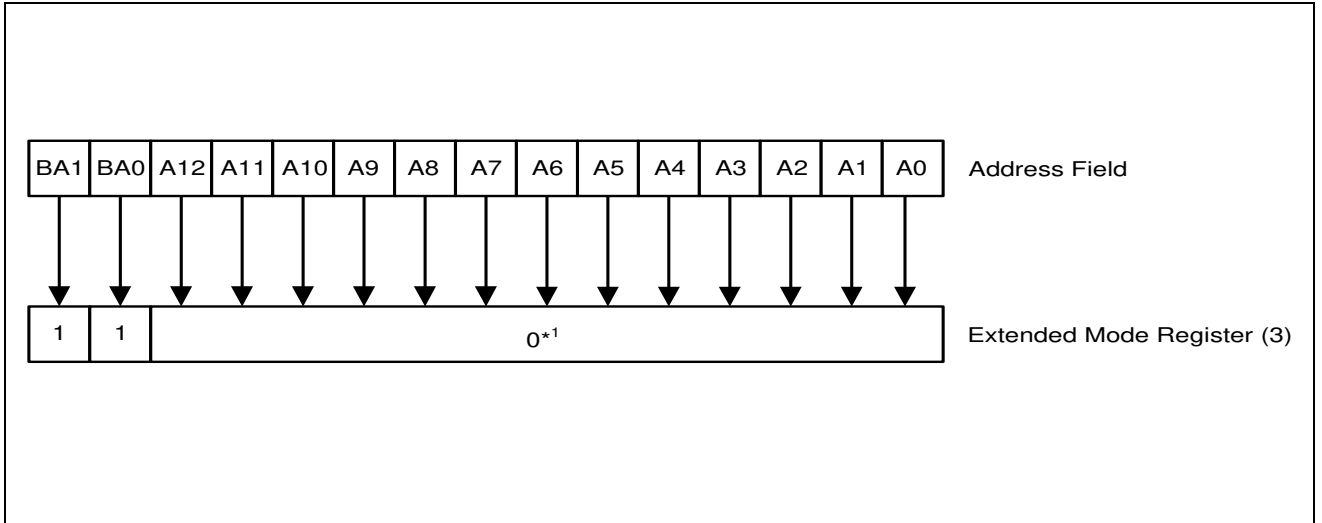 BA1 BA0 A12 A11 A10 A9 A8 A7 A6 A5 A4 A3 A2 A1 A0 Address Field
1 1 0*1 Extended Mode Register (3)